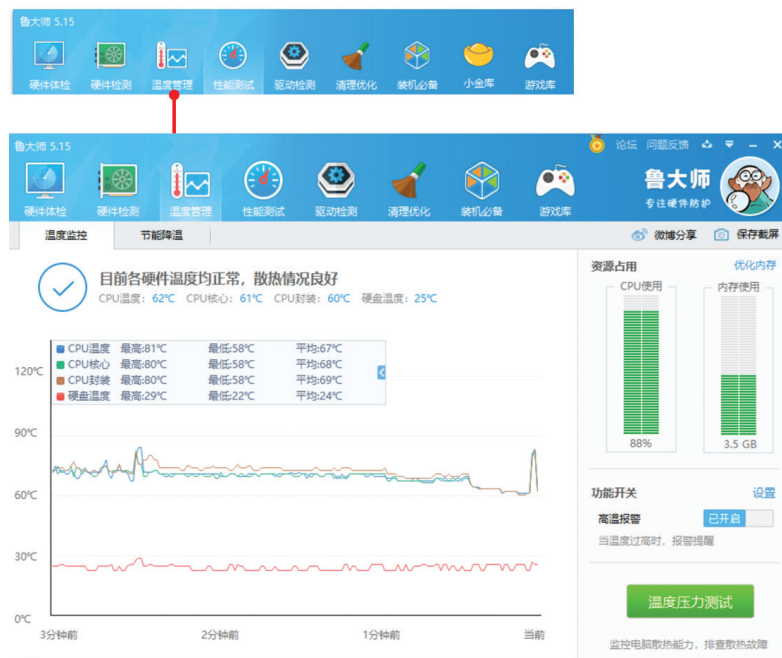 鲁大师 5.15
硬件体检 硬件检测 温度管理 性能测试 驱动检测 清理优化 装机必备 小金库 游戏库
鲁大师 5.15 论坛 问题反馈
硬件体检 硬件检测 温度管理 性能测试 驱动检测 清理优化 装机必备 游戏库
鲁大师
专注硬件防护
温度监控 节能降温 微博分享 保存截屏
目前各硬件温度均正常，散热情况良好
CPU温度：62℃ CPU核心：61℃ CPU封装：60℃ 硬盘温度：25℃
CPU温度 最高:81℃ 最低:58℃ 平均:67℃
CPU核心 最高:80℃ 最低:58℃ 平均:68℃
CPU封装 最高:80℃ 最低:58℃ 平均:69℃
硬盘温度 最高:29℃ 最低:22℃ 平均:24℃
120℃
90℃
60℃
30℃
0℃
3分钟前 2分钟前 1分钟前 当前
资源占用 优化内存
CPU使用 内存使用
88% 3.5 GB
功能开关 设置
高温报警 已开启
当温度过高时，报警提醒
温度压力测试
监控电脑散热能力，排查散热故障